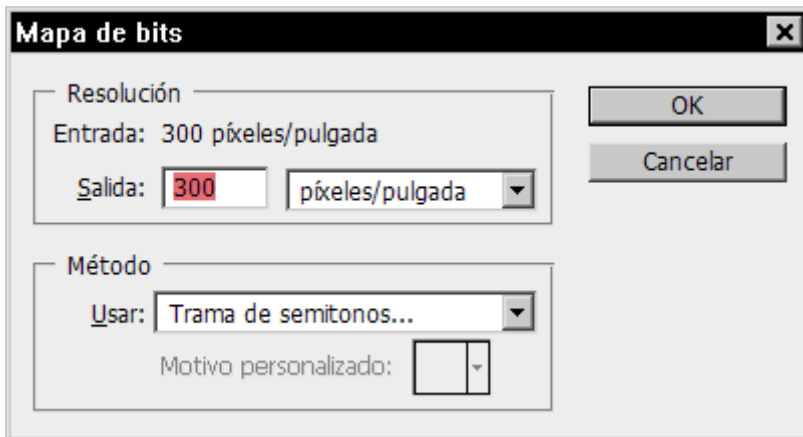 Mapa de bits
Resolución
Entrada: 300 píxeles/pulgada
Salida: 300 píxeles/pulgada
OK
Cancelar
Método
Usar: Trama de semitonos...
Motivo personalizado: